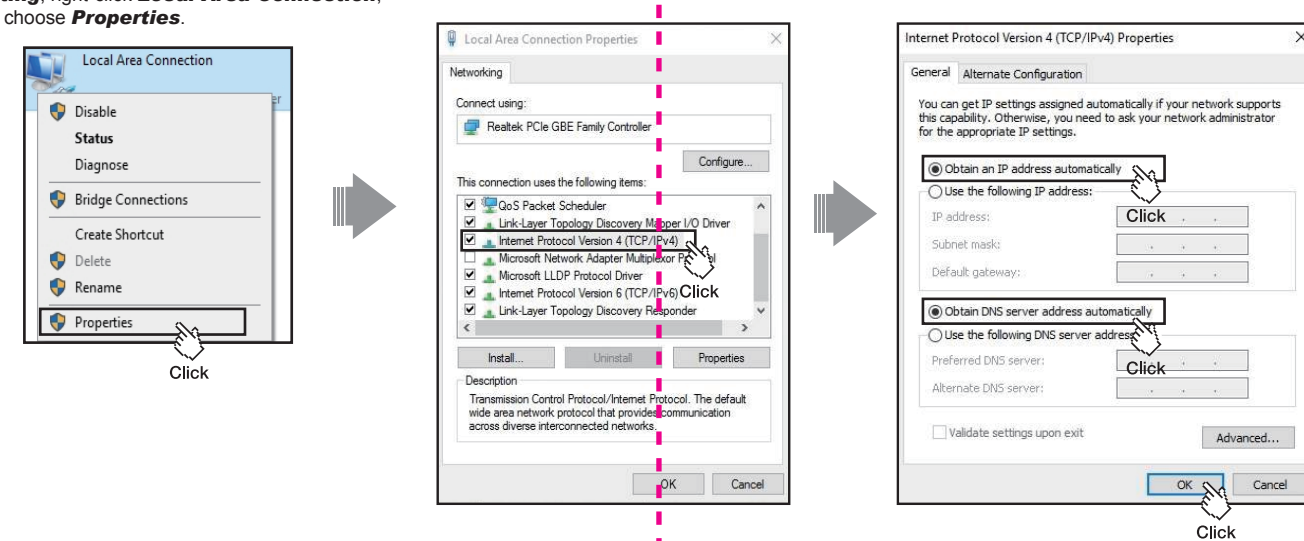 right-click Local Area Connection,
choose Properties.
Local Area Connection
Disable
Status
Diagnose
Bridge Connections
Create Shortcut
Delete
Rename
Properties
Click
Local Area Connection Properties
Networking
Connect using:
Realtek PCIe GBE Family Controller
Configure...
This connection uses the following items:
QoS Packet Scheduler
Link-Layer Topology Discovery Mapper I/O Driver
Internet Protocol Version 4 (TCP/IPv4)
Microsoft Network Adapter Multiplexor Protocol
Microsoft LLDP Protocol Driver
Internet Protocol Version 6 (TCP/IPv6)
Click
Link-Layer Topology Discovery Responder
Install...
Uninstall
Properties
Description
Transmission Control Protocol/Internet Protocol. The default
wide area network protocol that provides communication
across diverse interconnected networks.
OK
Cancel
Internet Protocol Version 4 (TCP/IPv4) Properties
General
Alternate Configuration
You can get IP settings assigned automatically if your network supports
this capability. Otherwise, you need to ask your network administrator
for the appropriate IP settings.
Obtain an IP address automatically
Use the following IP address:
IP address:
Click
Subnet mask:
Default gateway:
Obtain DNS server address automatically
Use the following DNS server address
Preferred DNS server:
Click
Alternate DNS server:
Validate settings upon exit
Advanced...
OK
Cancel
Click